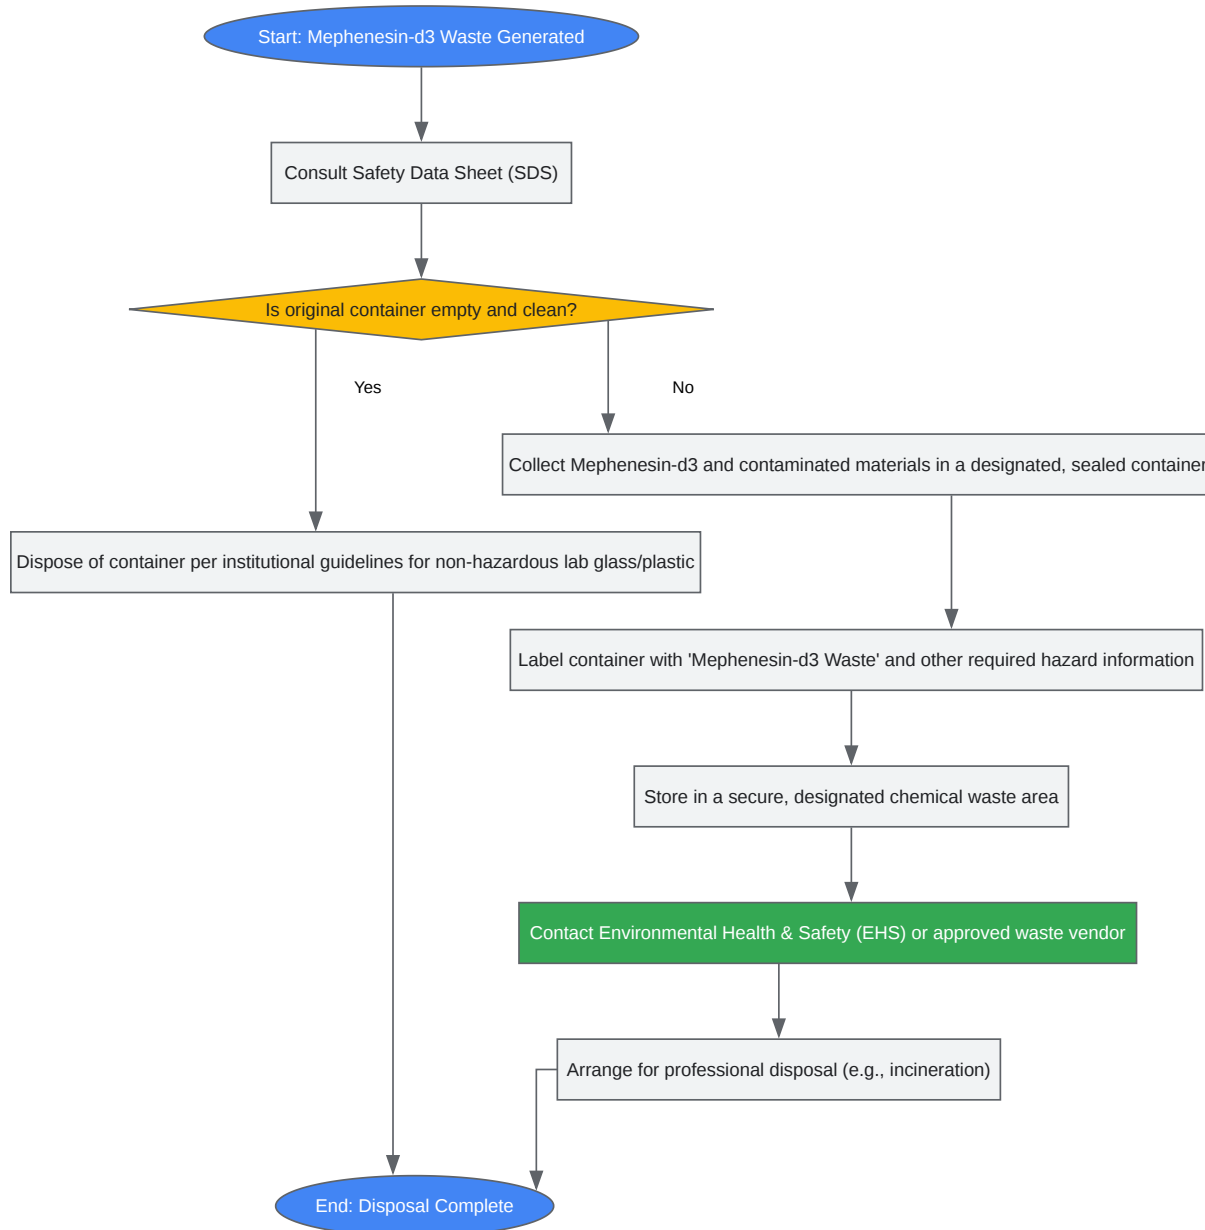 Start: Mephenesin-d3 Waste Generated
Consult Safety Data Sheet (SDS)
Is original container empty and clean?
Yes
No
Collect Mephenesin-d3 and contaminated materials in a designated, sealed container
Dispose of container per institutional guidelines for non-hazardous lab glass/plastic
Label container with 'Mephenesin-d3 Waste' and other required hazard information
Store in a secure, designated chemical waste area
Contact Environmental Health & Safety (EHS) or approved waste vendor
Arrange for professional disposal (e.g., incineration)
End: Disposal Complete